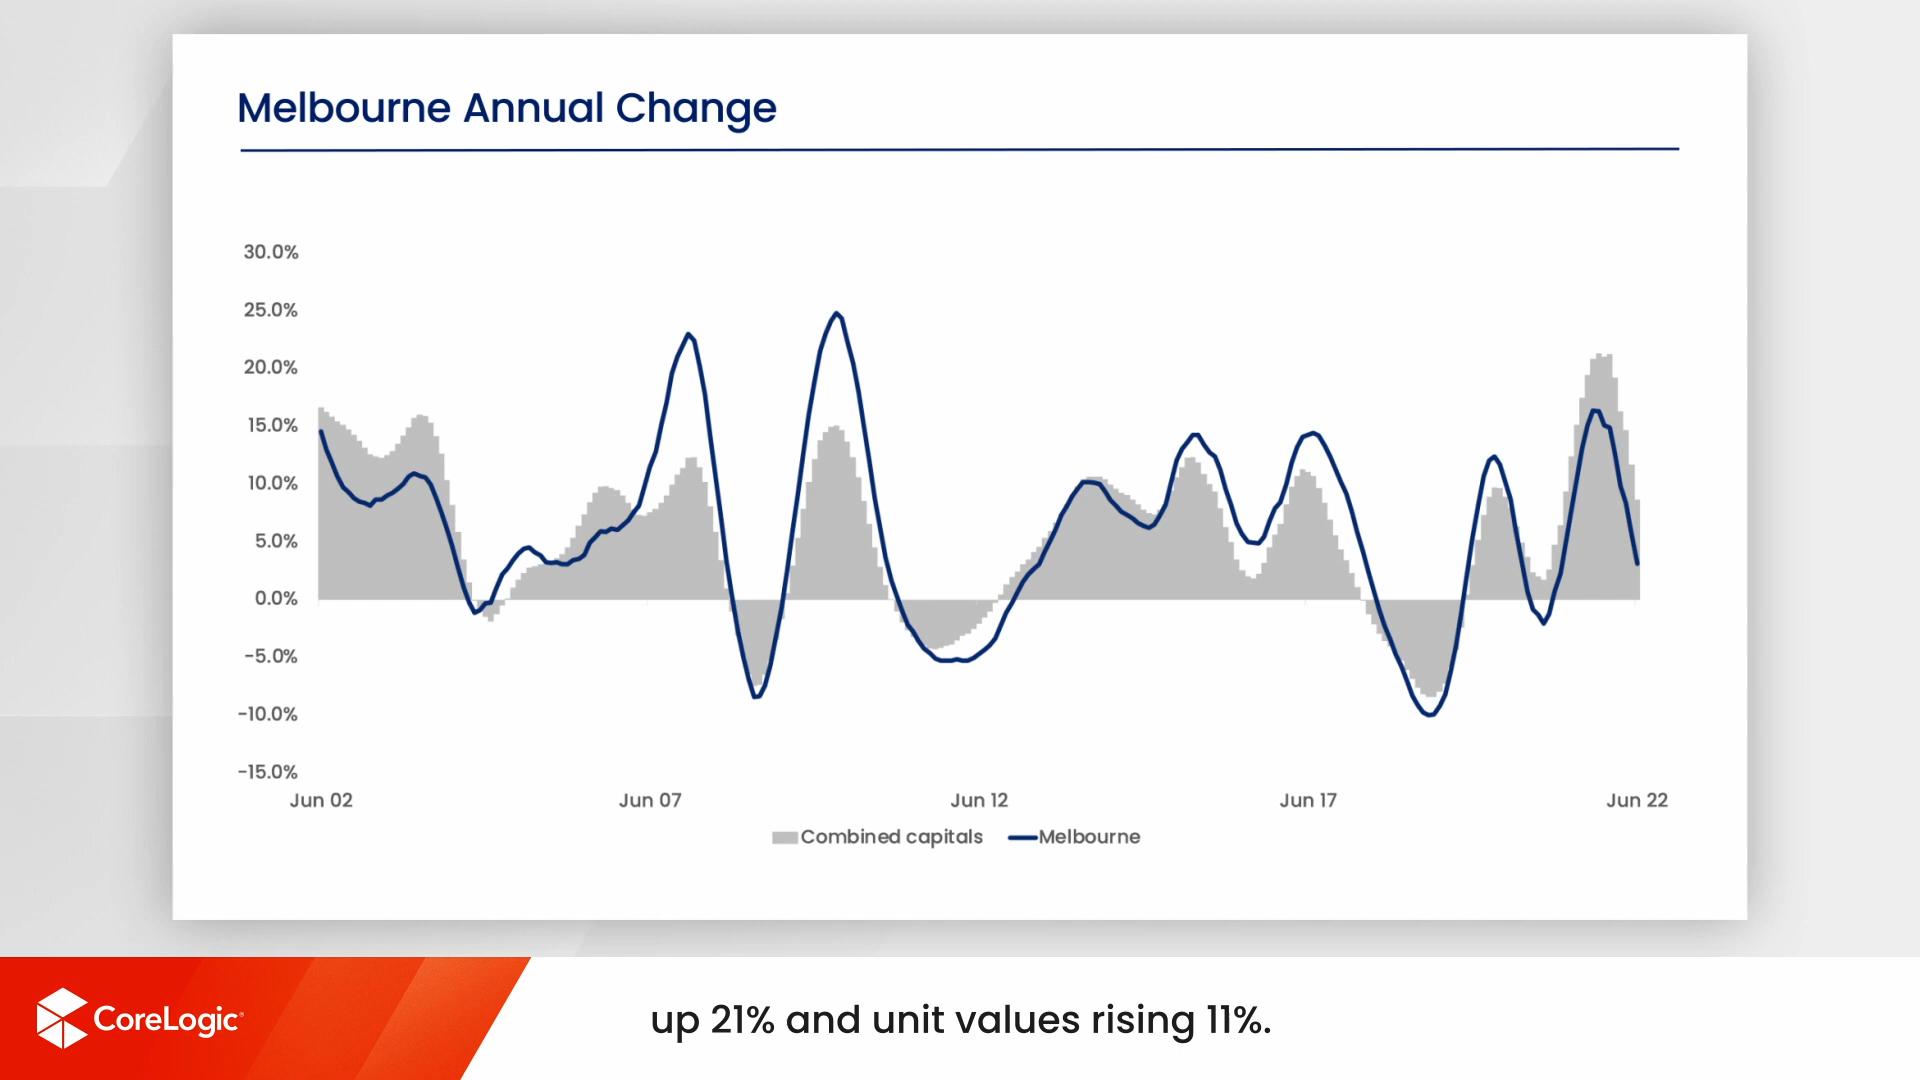 Melbourne Annual Change
30.0%
25.0%
20.0%
15.0%
10.0%
5.0%
0.0%
-5.0%
-10.0%
-15.0%
Jun 02 Jun 07 Jun 12 Jun 17 Jun 22
Combined capitals Melbourne
CoreLogic
up 21% and unit values rising 11%.